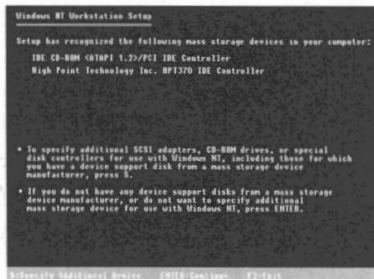 Windows NT Workstation Setup
Setup has recognized the following mass storage devices in your computer:
IDE CD-ROM <ATAPI 1.2>/PCI IDE Controller
High Point Technology Inc. HPT370 IDE Controller
* To specify additional SCSI adapters, CD-ROM drives, or special
disk controllers for use with Windows NT, including those for which
you have a device support disk from a mass storage device
manufacturer, press S.
* If you do not have any device support disks from a mass storage
device manufacturer, or do not want to specify additional
mass storage device for use with Windows NT, press ENTER.
S=Specify Additional Device ENTER=Continue F3=Exit